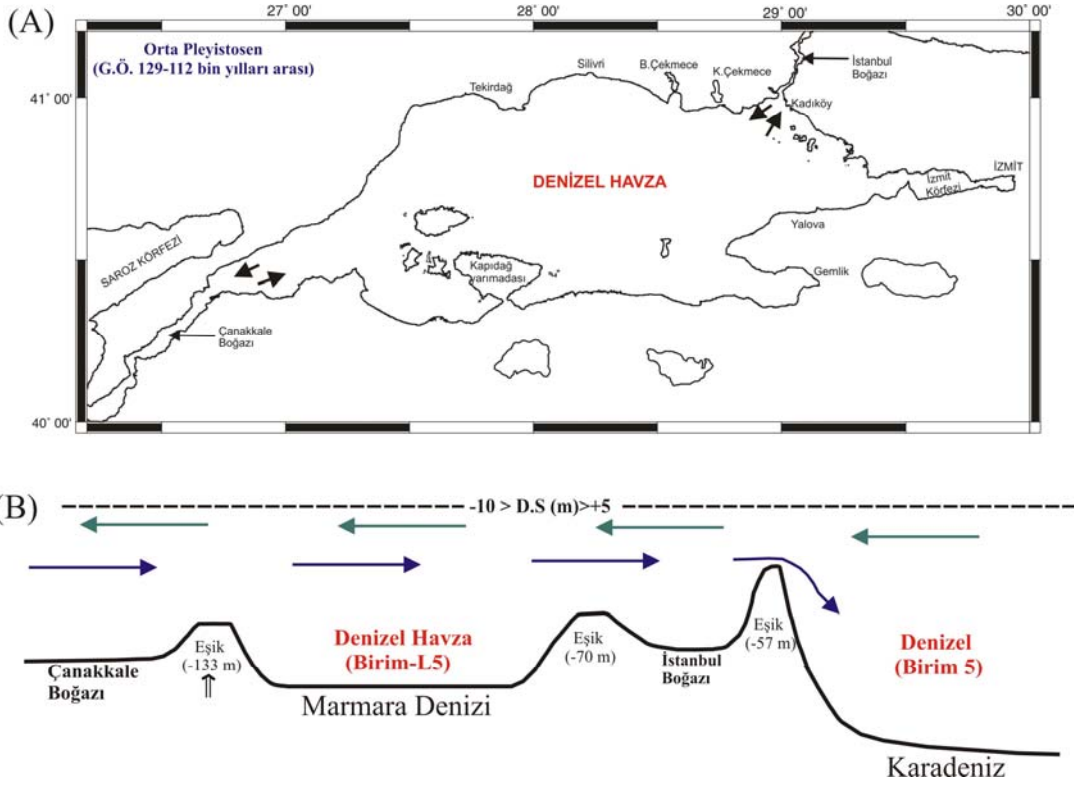 (A)
27° 00'
28° 00'
29° 00'
30° 00'
Orta Pleyistosen
(G.Ö. 129-112 bin yılları arası)
41° 00'
40° 00'
Tekirdağ
Silivri
B.Çekmece
K.Çekmece
İstanbul
Boğazı
Kadıköy
DENİZEL HAVZA
İZMİT
İzmit
Körfezi
Yalova
Gemlik
SAROZ KÖRFEZİ
Kapıdağ
yarımadası
Çanakkale
Boğazı
(B)
-10 > D.S (m)>+5
Çanakkale
Boğazı
Eşik
(-133 m)
Denizel Havza
(Birim-L5)
Marmara Denizi
Eşik
(-70 m)
İstanbul
Boğazı
Eşik
(-57 m)
Denizel
(Birim 5)
Karadeniz